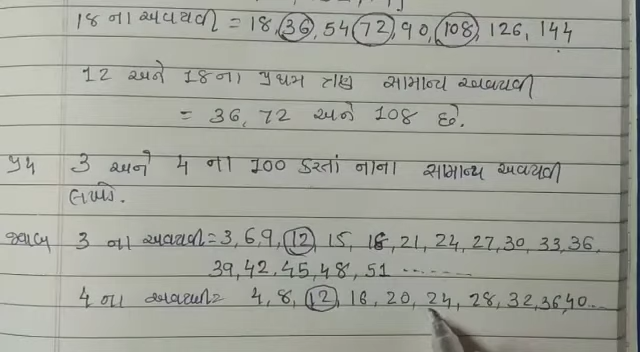 18 ના અવયવી = 18, 36, 54, 72, 90, 108, 126, 144
12 અને 18ના પ્રથમ ત્રણ સામાન્ય અવયવી
= 36, 72 અને 108 છે.
પ્ર4 3 અને 4 ના 100 કરતાં નાના સામાન્ય અવયવી
લખો.
જવાબ 3 ના અવયવી = 3, 6, 9, 12, 15, 18, 21, 24, 27, 30, 33, 36,
39, 42, 45, 48, 51 ......
4 ના અવયવી = 4, 8, 12, 16, 20, 24, 28, 32, 36, 40...